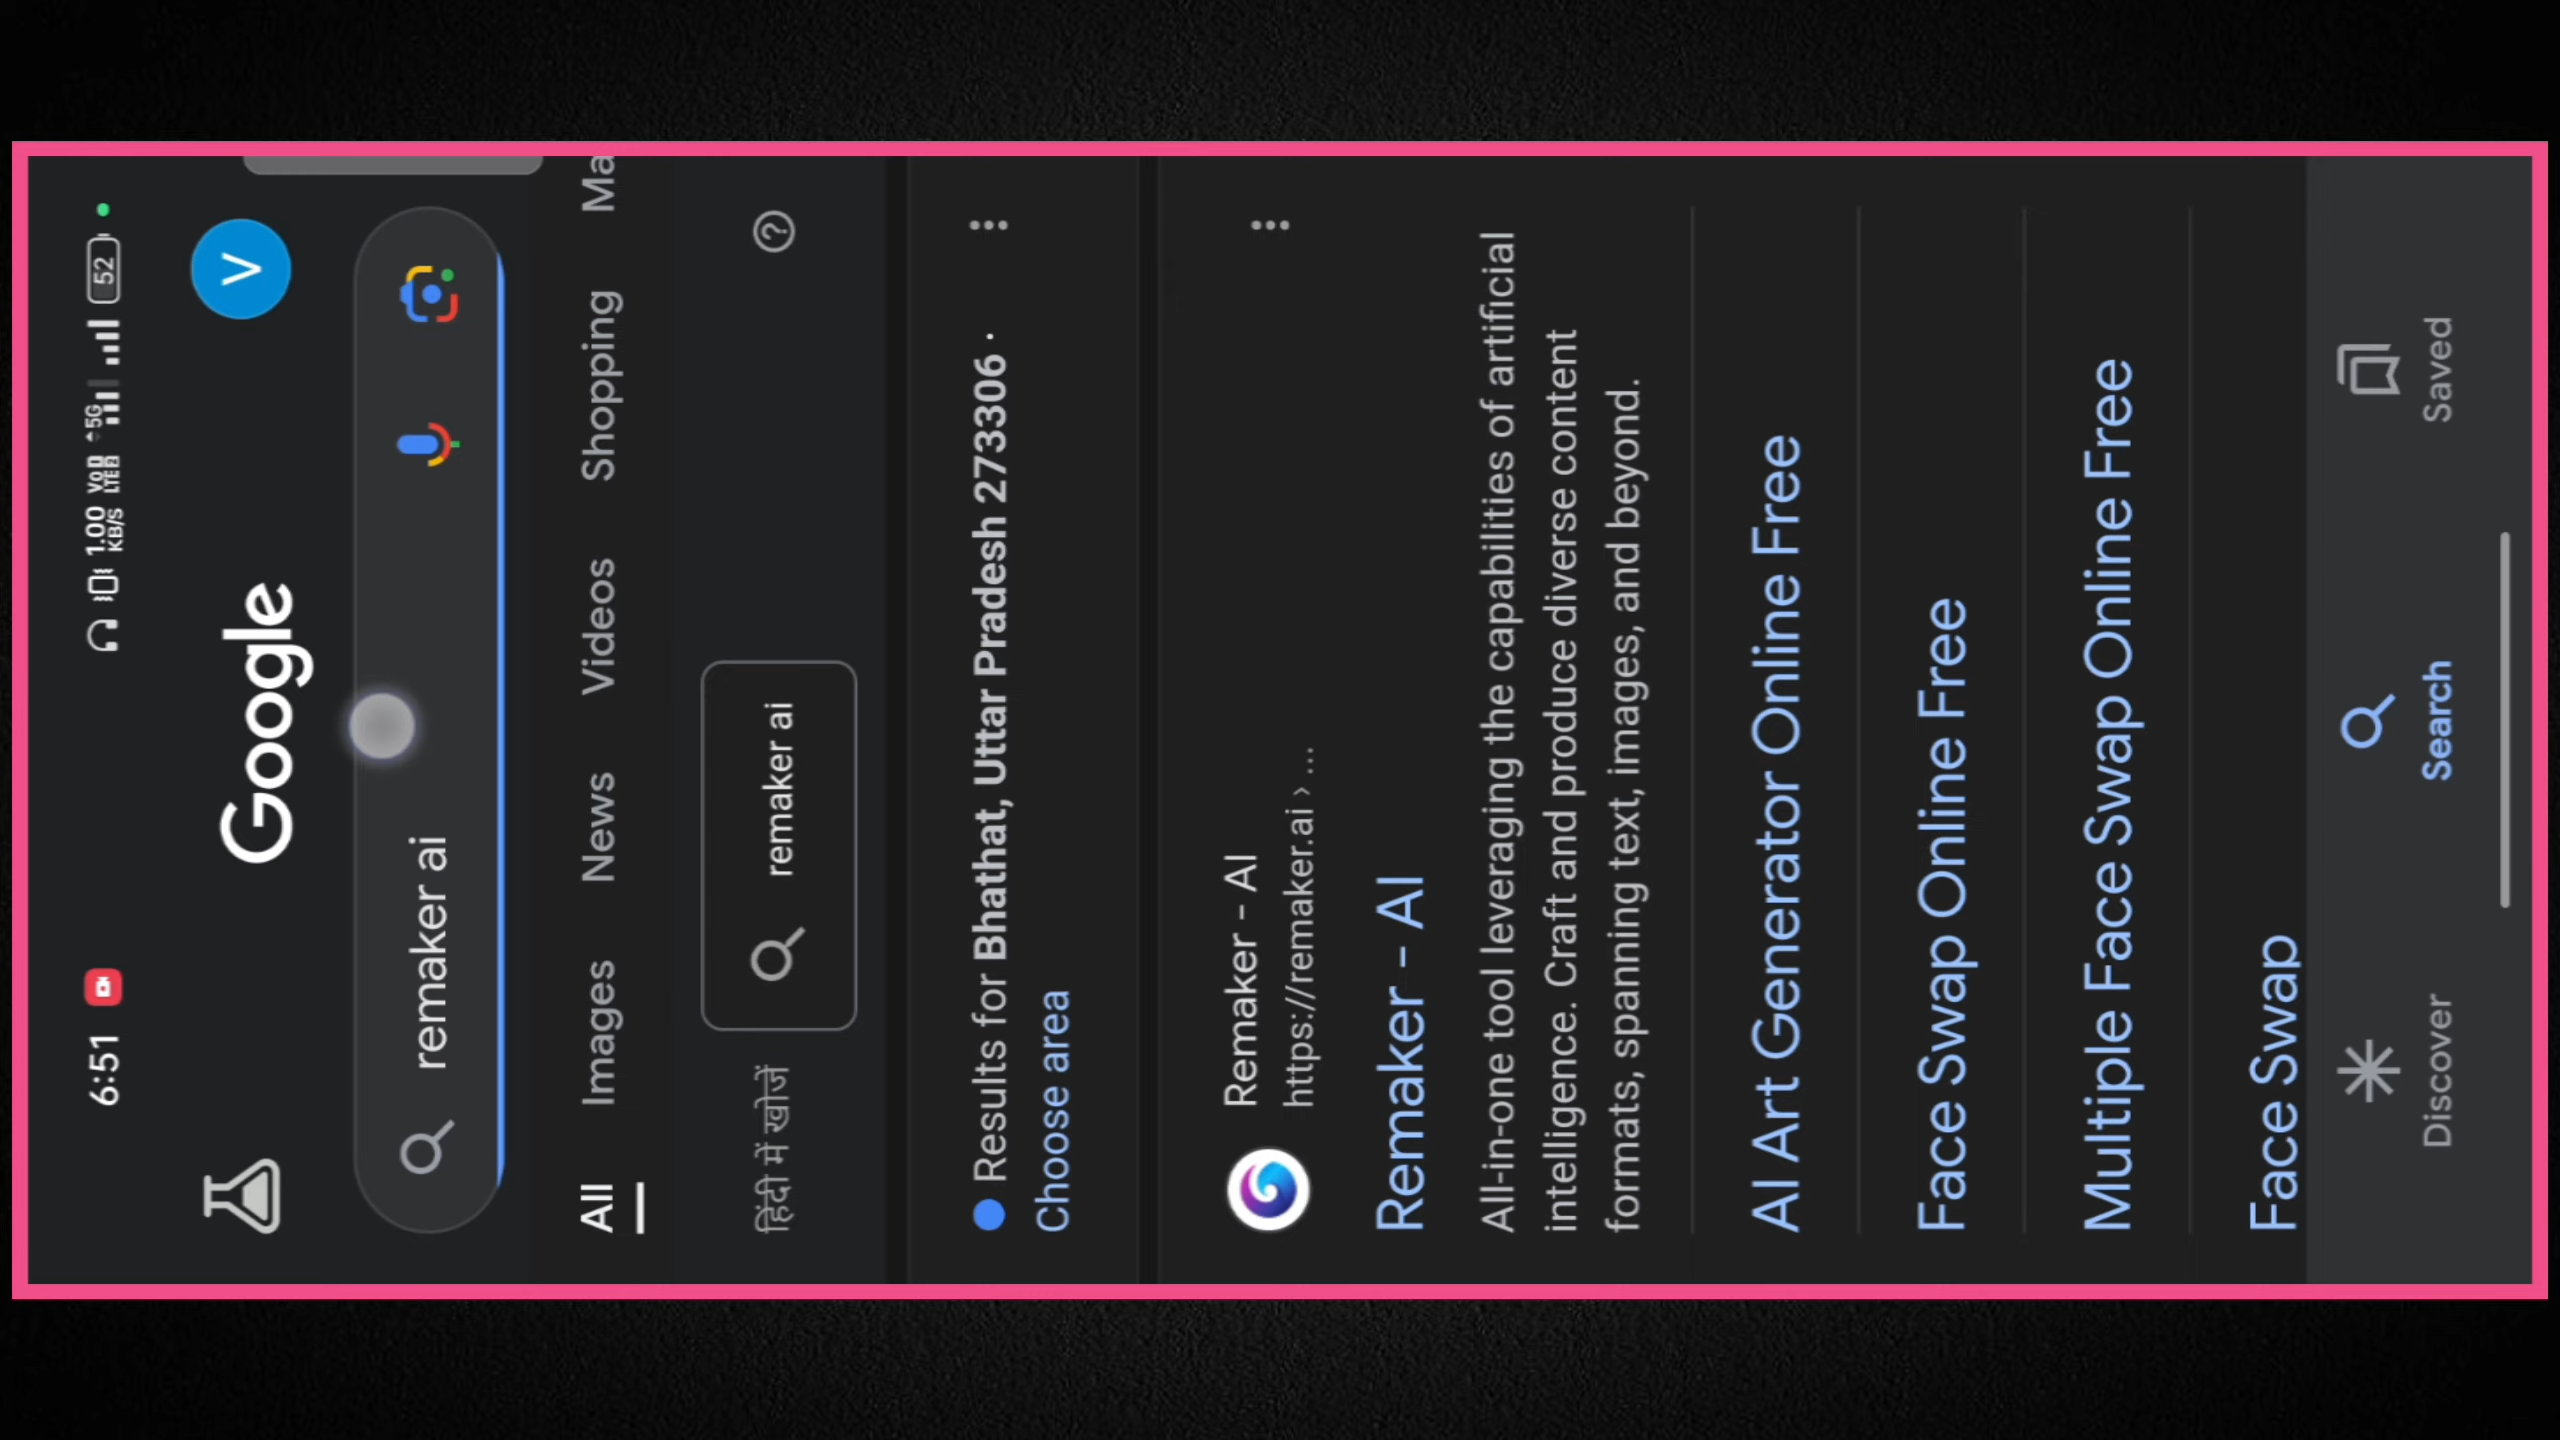 6:51
1.00 KB/S
Vo LTE2
5G
52
Google
V
remaker ai
All Images News Videos Shopping Ma
हिंदी में खोजें
remaker ai
Results for Bhathat, Uttar Pradesh 273306 ·
Choose area
Remaker - AI
https://remaker.ai › ...
Remaker - AI
All-in-one tool leveraging the capabilities of artificial
intelligence. Craft and produce diverse content
formats, spanning text, images, and beyond.
AI Art Generator Online Free
Face Swap Online Free
Multiple Face Swap Online Free
Face Swap
Discover Search Saved